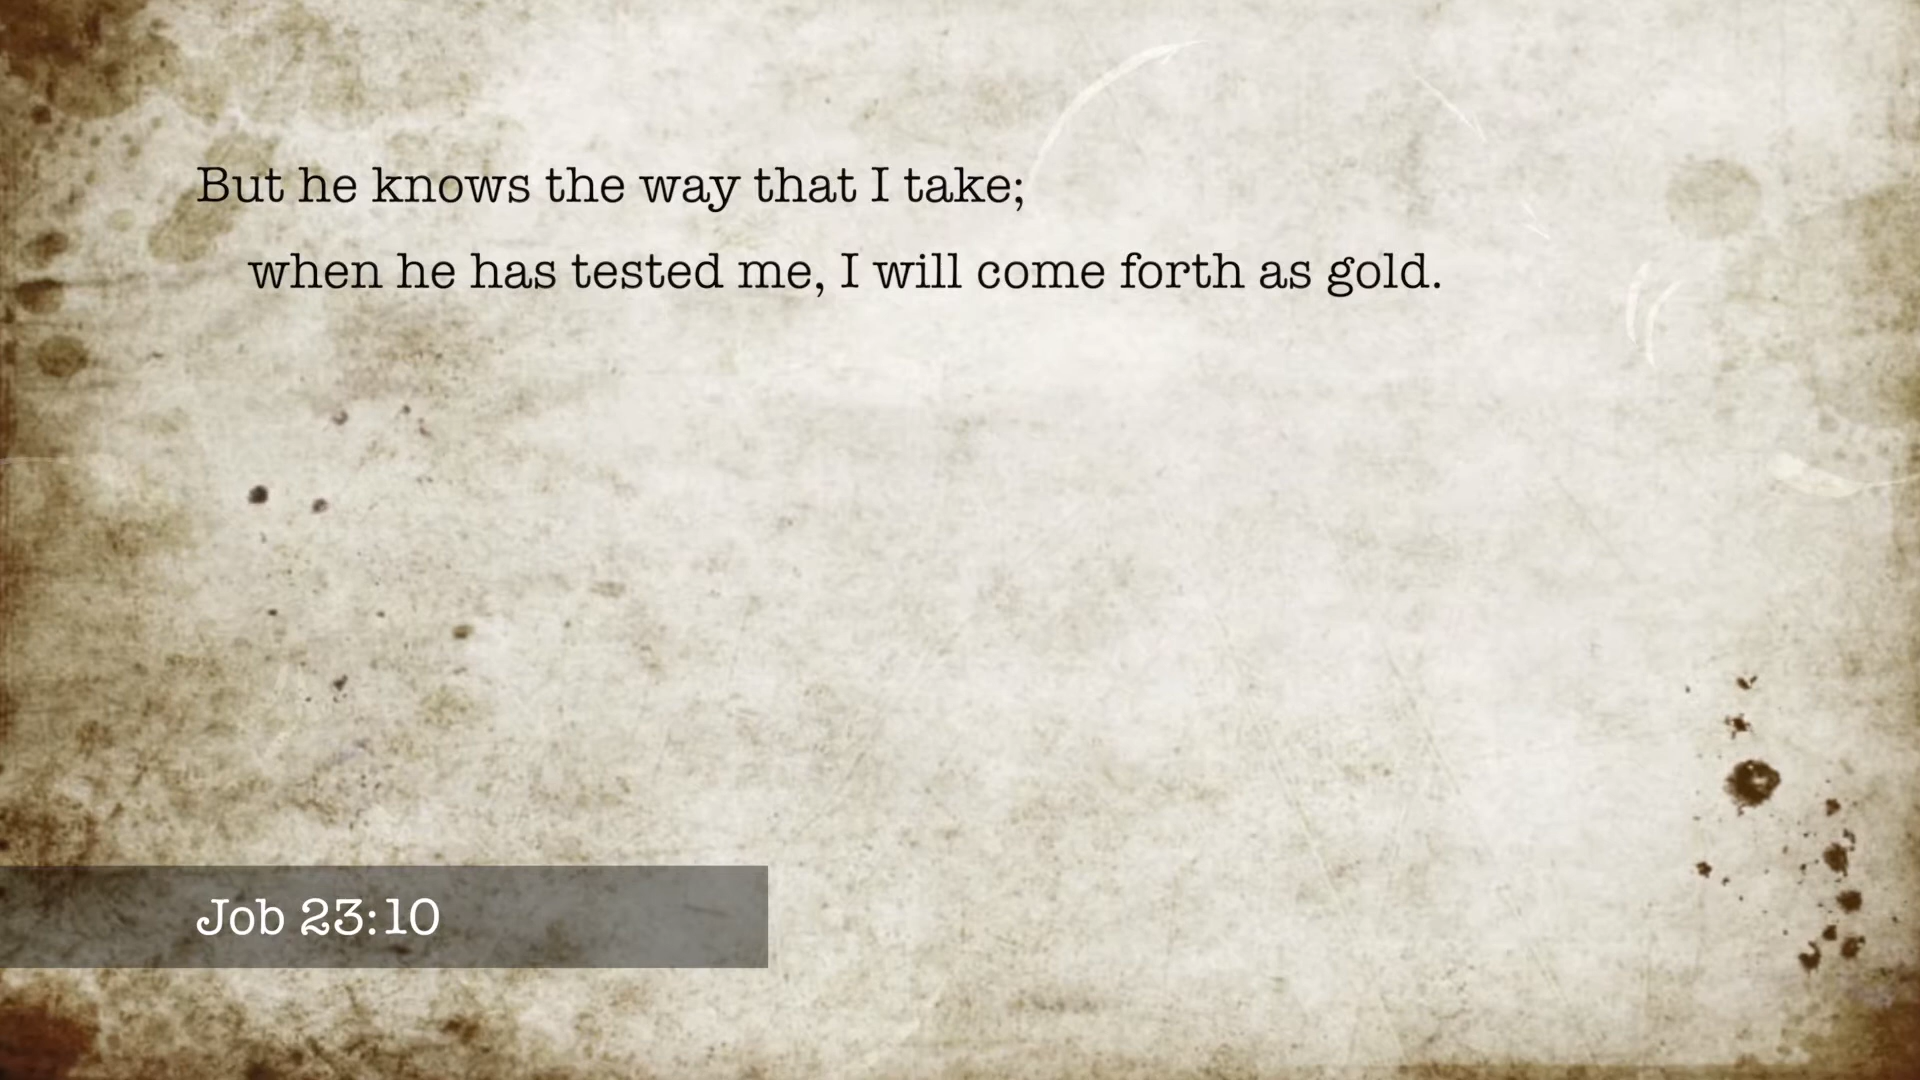 But he knows the way that I take;
when he has tested me, I will come forth as gold.
Job 23:10